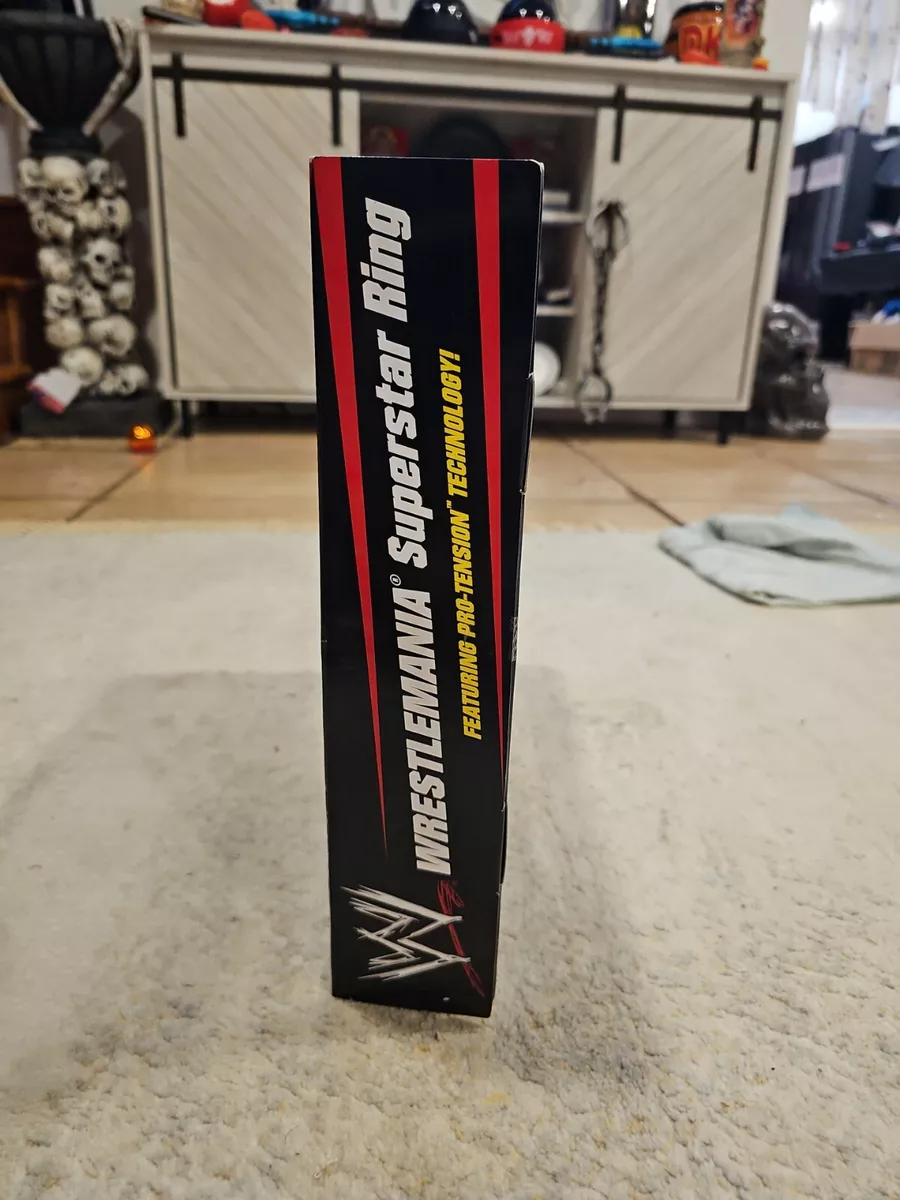 WRESTLEMANIA® Superstar Ring
FEATURING PRO-TENSION™ TECHNOLOGY!
W